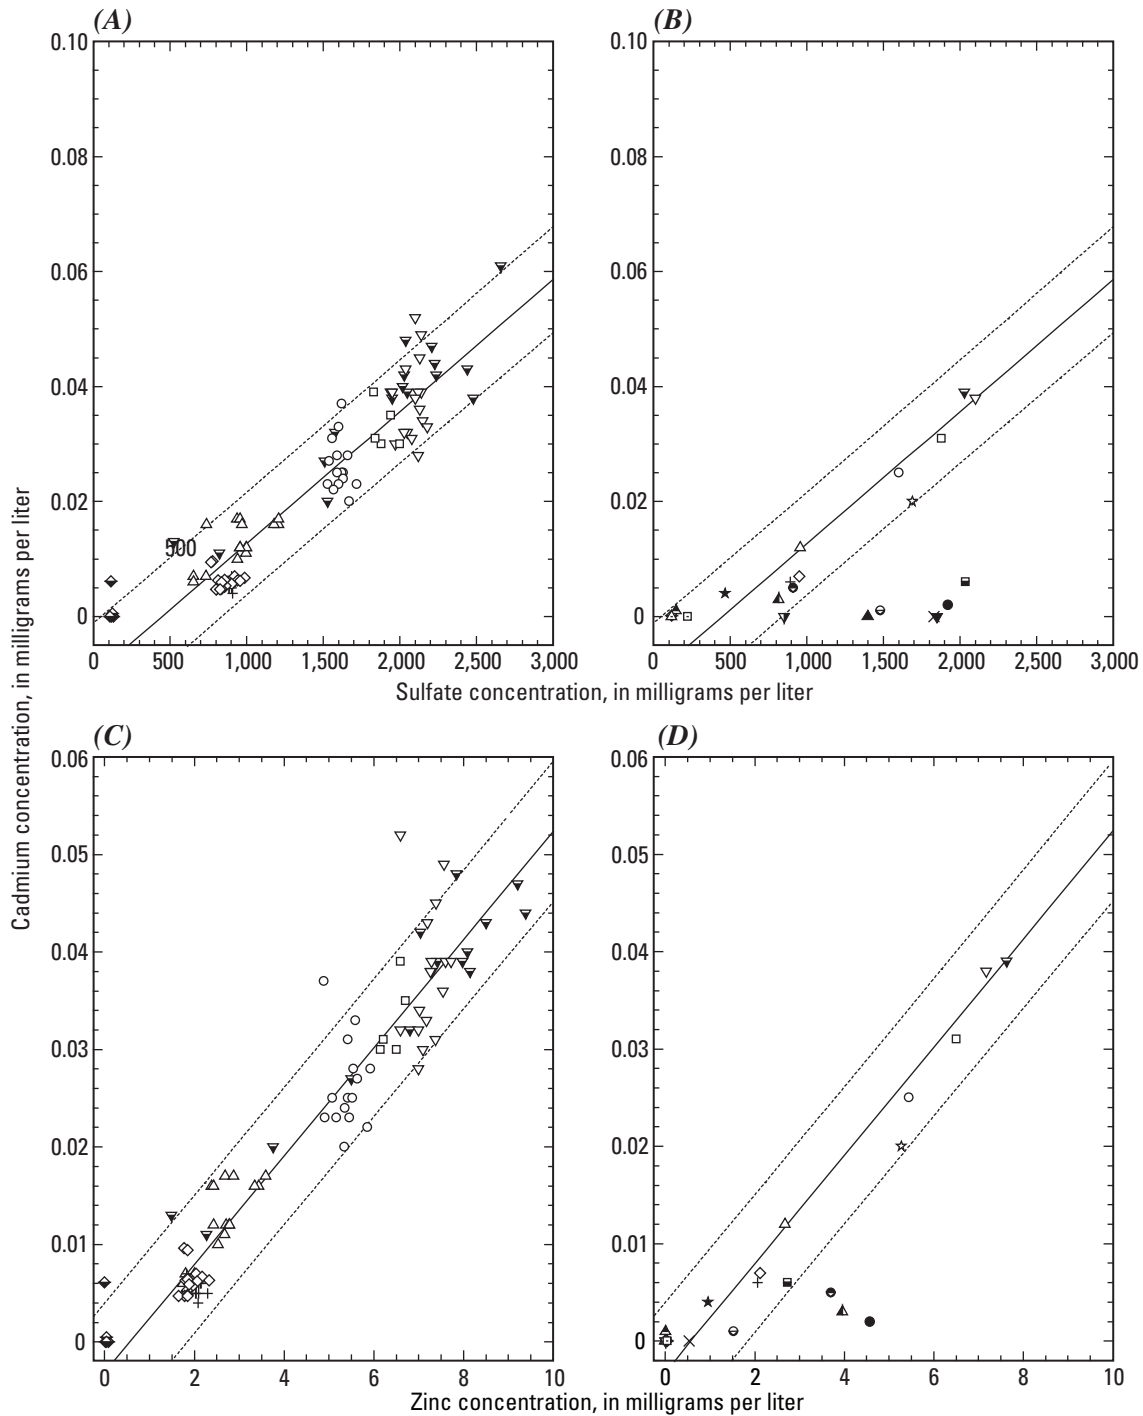 (A)
(B)
0.10
0.08
0.06
0.04
0.02
0
500
0 500 1,000 1,500 2,000 2,500 3,000
0.10
0.08
0.06
0.04
0.02
0
0 500 1,000 1,500 2,000 2,500 3,000
Sulfate concentration, in milligrams per liter
Cadmium concentration, in milligrams per liter
(C)
(D)
0.06
0.05
0.04
0.03
0.02
0.01
0
0 2 4 6 8 10
0.06
0.05
0.04
0.03
0.02
0.01
0
0 2 4 6 8 10
Zinc concentration, in milligrams per liter